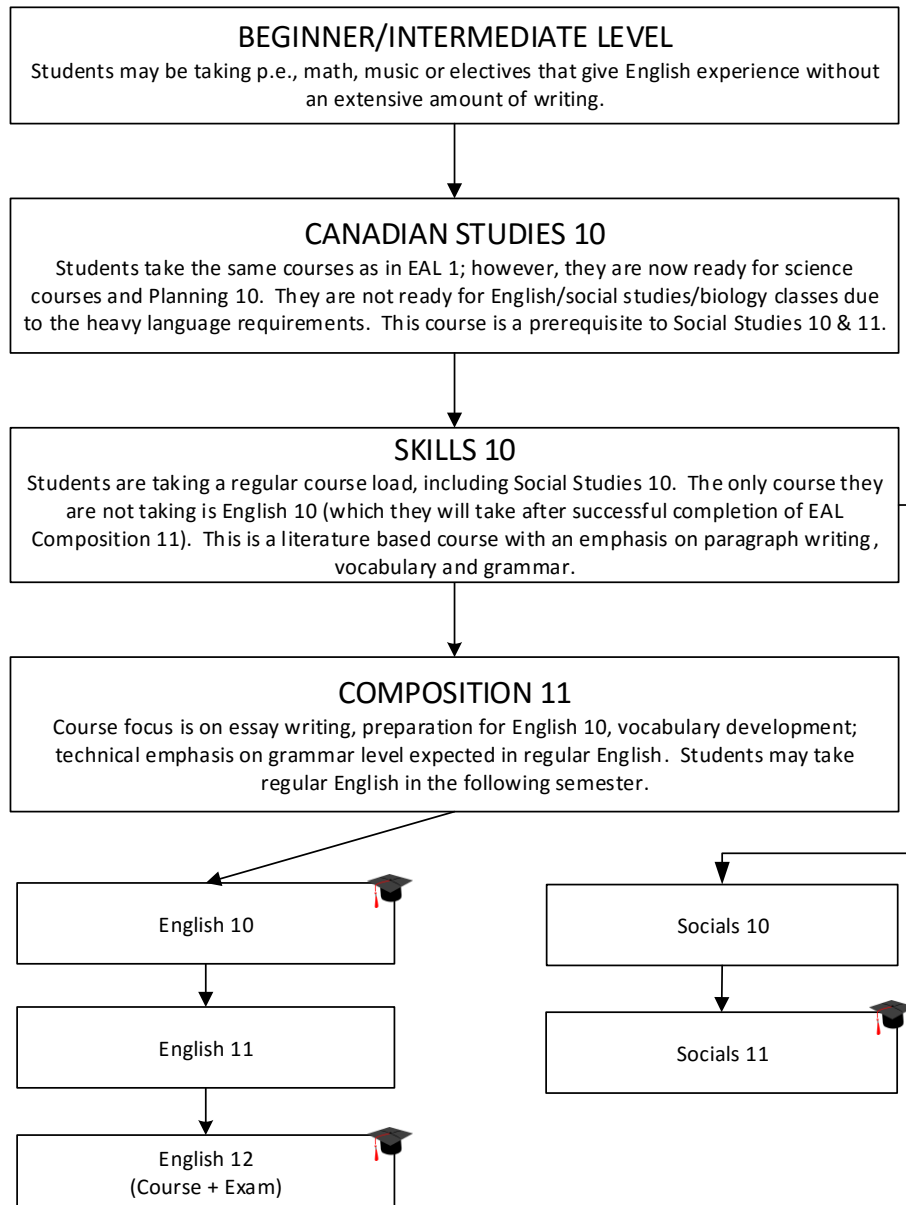 BEGINNER/INTERMEDIATE LEVEL
Students may be taking p.e., math, music or electives that give English experience without
an extensive amount of writing.
CANADIAN STUDIES 10
Students take the same courses as in EAL 1; however, they are now ready for science
courses and Planning 10. They are not ready for English/social studies/biology classes due
to the heavy language requirements. This course is a prerequisite to Social Studies 10 & 11.
SKILLS 10
Students are taking a regular course load, including Social Studies 10. The only course they
are not taking is English 10 (which they will take after successful completion of EAL
Composition 11). This is a literature based course with an emphasis on paragraph writing,
vocabulary and grammar.
COMPOSITION 11
Course focus is on essay writing, preparation for English 10, vocabulary development;
technical emphasis on grammar level expected in regular English. Students may take
regular English in the following semester.
English 10
Socials 10
English 11
Socials 11
English 12
(Course + Exam)